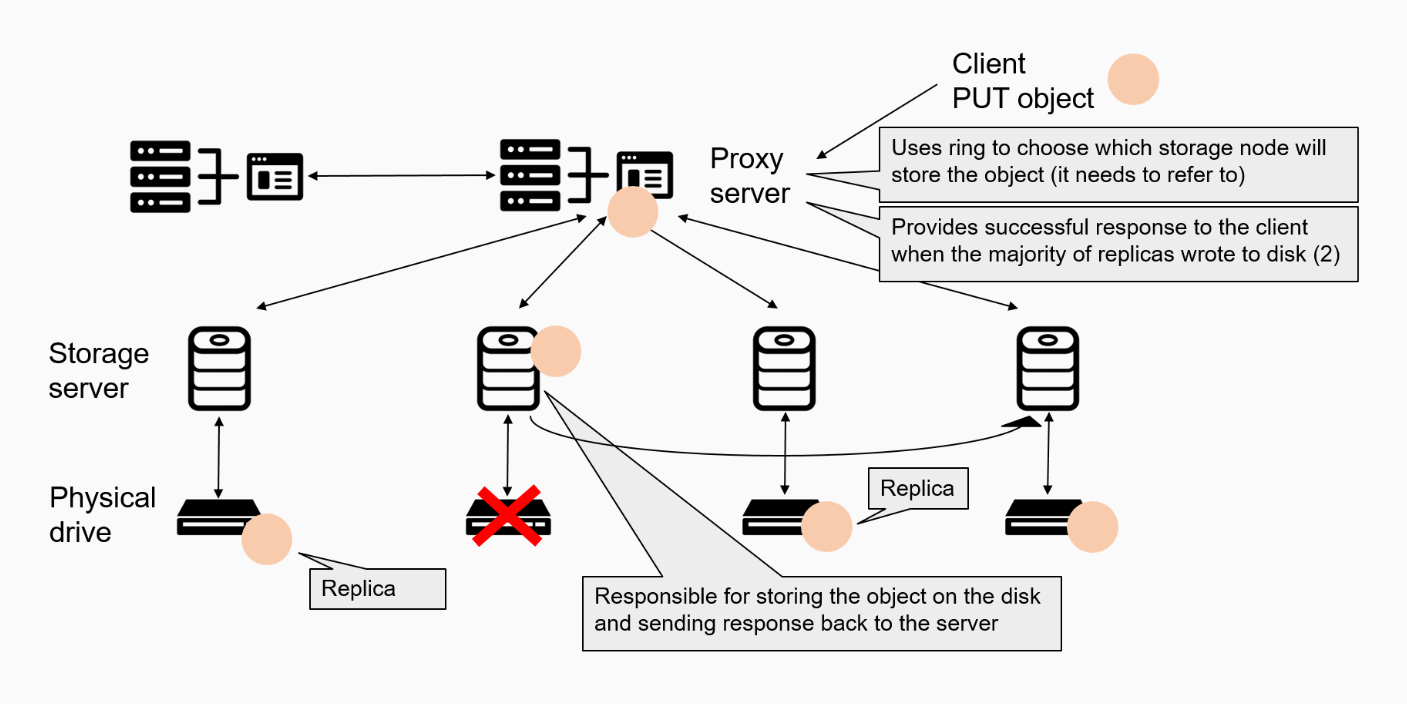 Client
PUT object
Proxy
server
Uses ring to choose which storage node will
store the object (it needs to refer to)
Provides successful response to the client
when the majority of replicas wrote to disk (2)
Storage
server
Physical
drive
Replica
Replica
Responsible for storing the object on the disk
and sending response back to the server